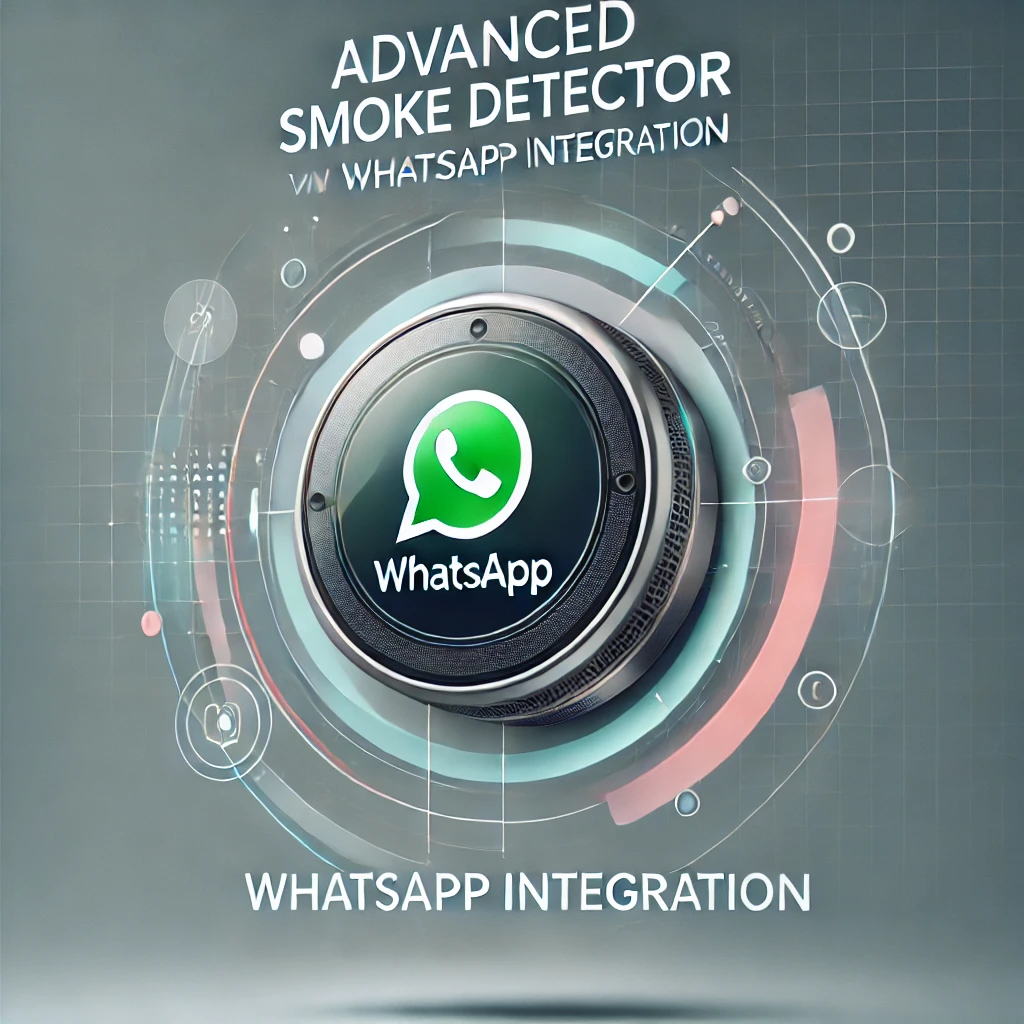 ADVANCED
SMOKE DETECTOR
WHATSAPP INTEGRATION
WhatsApp
WHATSAPP INTEGRATION